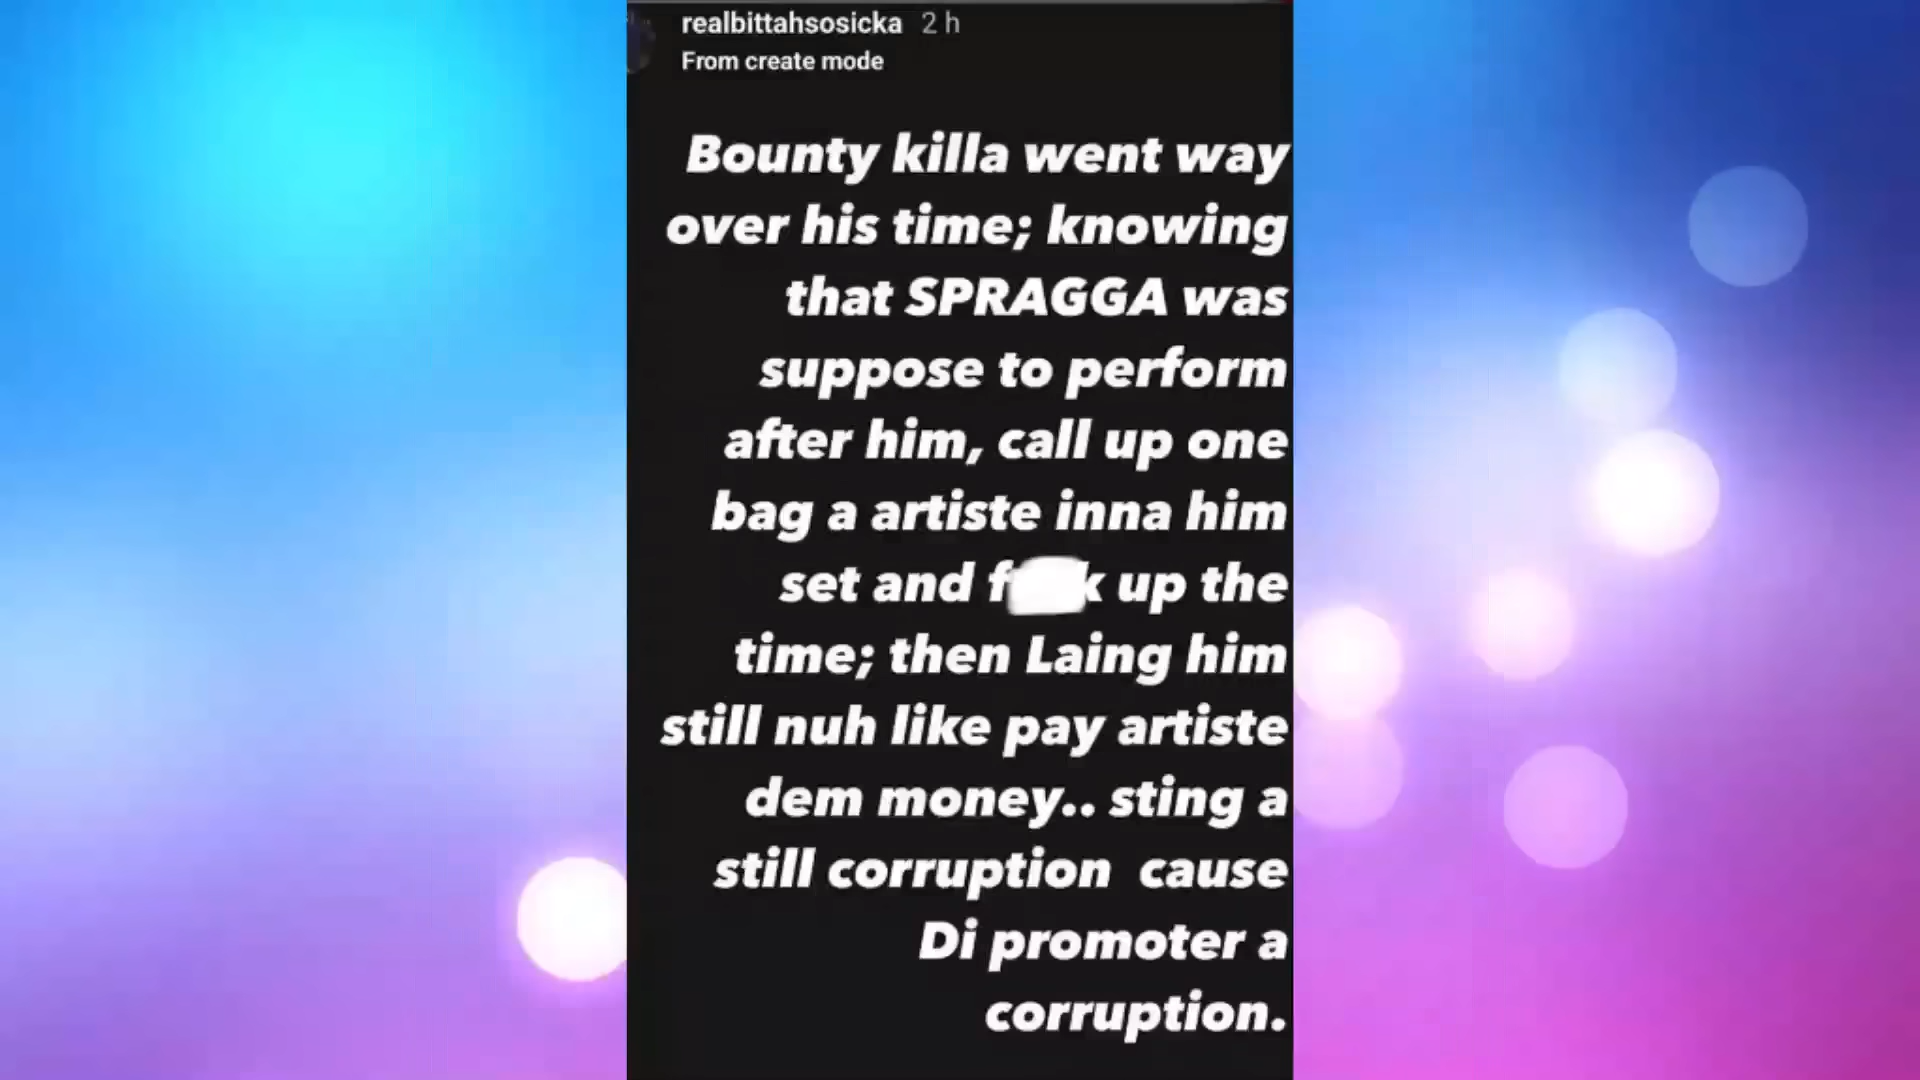 realbittahsosicka 2 h
From create mode
Bounty killa went way
over his time; knowing
that SPRAGGA was
suppose to perform
after him, call up one
bag a artiste inna him
set and f k up the
time; then Laing him
still nuh like pay artiste
dem money.. sting a
still corruption cause
Di promoter a
corruption.